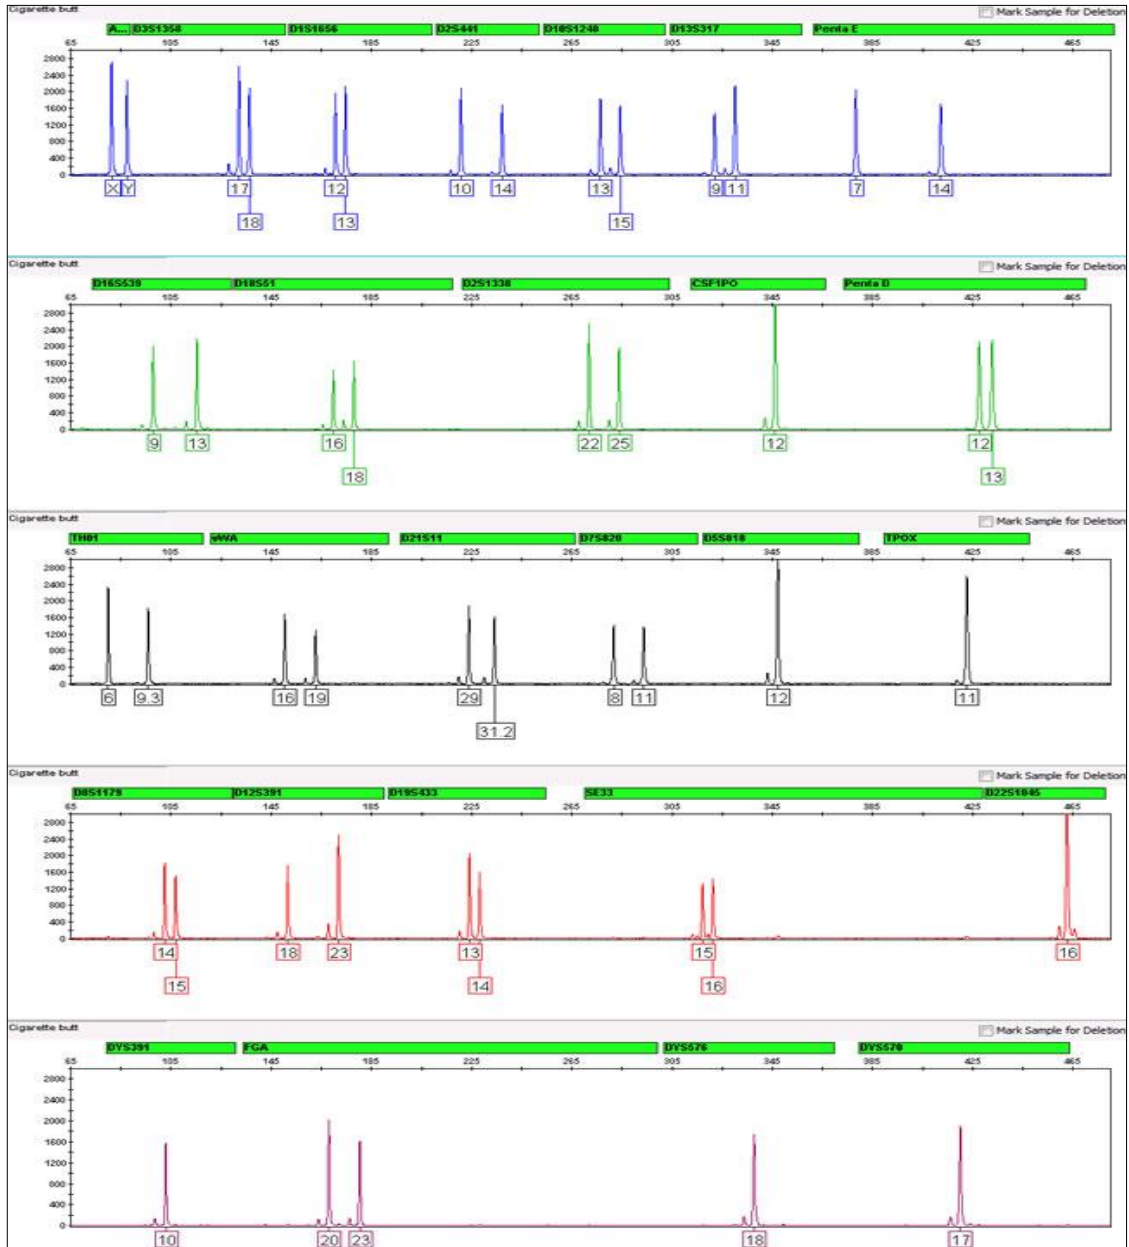 Cigarette butt Mark Sample for Deletion
A... D3S1358 D1S1656 D2S441 D10S1248 D13S317 Penta E
65 105 145 185 225 265 305 345 385 425 465
2800
2400
2000
1600
1200
800
400
0
X Y 17 12 10 14 13 9 11 7 14
18 13 15
Cigarette butt Mark Sample for Deletion
D16S539 D18S51 D2S1338 CSF1PO Penta D
65 105 145 185 225 265 305 345 385 425 465
2800
2400
2000
1600
1200
800
400
0
9 13 16 22 25 12 12
18 13
Cigarette butt Mark Sample for Deletion
TH01 vWA D21S11 D7S820 D5S818 TPOX
65 105 145 185 225 265 305 345 385 425 465
2800
2400
2000
1600
1200
800
400
0
6 9.3 16 19 29 8 11 12 11
31.2
Cigarette butt Mark Sample for Deletion
D8S1179 D12S391 D19S433 SE33 D22S1045
65 105 145 185 225 265 305 345 385 425 465
2800
2400
2000
1600
1200
800
400
0
14 18 23 13 15 16
15 14 16
Cigarette butt Mark Sample for Deletion
DYS391 FGA DYS576 DYS570
65 105 145 185 225 265 305 345 385 425 465
2800
2400
2000
1600
1200
800
400
0
10 20 23 18 17